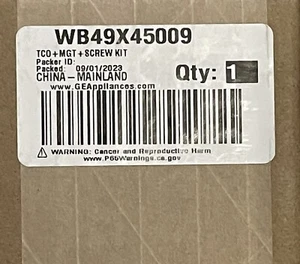 WB49X45009
TCO+MGT+SCREW KIT
Packer ID:
Packed: 09/01/2023
CHINA - MAINLAND
www.GEAppliances.com
Qty: 1
WARNING: Cancer and Reproductive Harm
www.P65Warnings.ca.gov